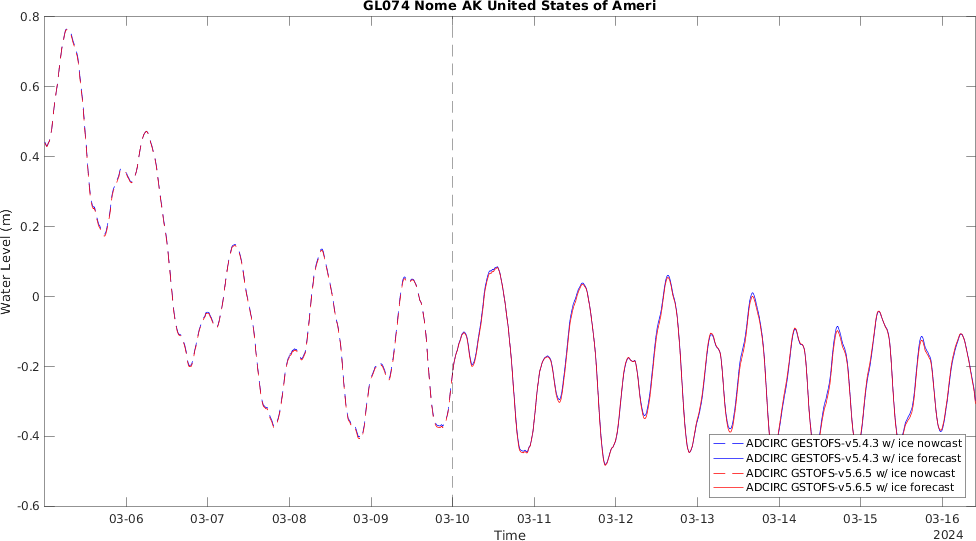 GL074 Nome AK United States of Ameri
0.8
0.6
0.4
0.2
0
-0.2
-0.4
-0.6
Water Level (m)
ADCIRC GESTOFS-v5.4.3 w/ ice nowcast
ADCIRC GESTOFS-v5.4.3 w/ ice forecast
ADCIRC GSTOFS-v5.6.5 w/ ice nowcast
ADCIRC GSTOFS-v5.6.5 w/ ice forecast
03-06 03-07 03-08 03-09 03-10 03-11 03-12 03-13 03-14 03-15 03-16
Time
2024